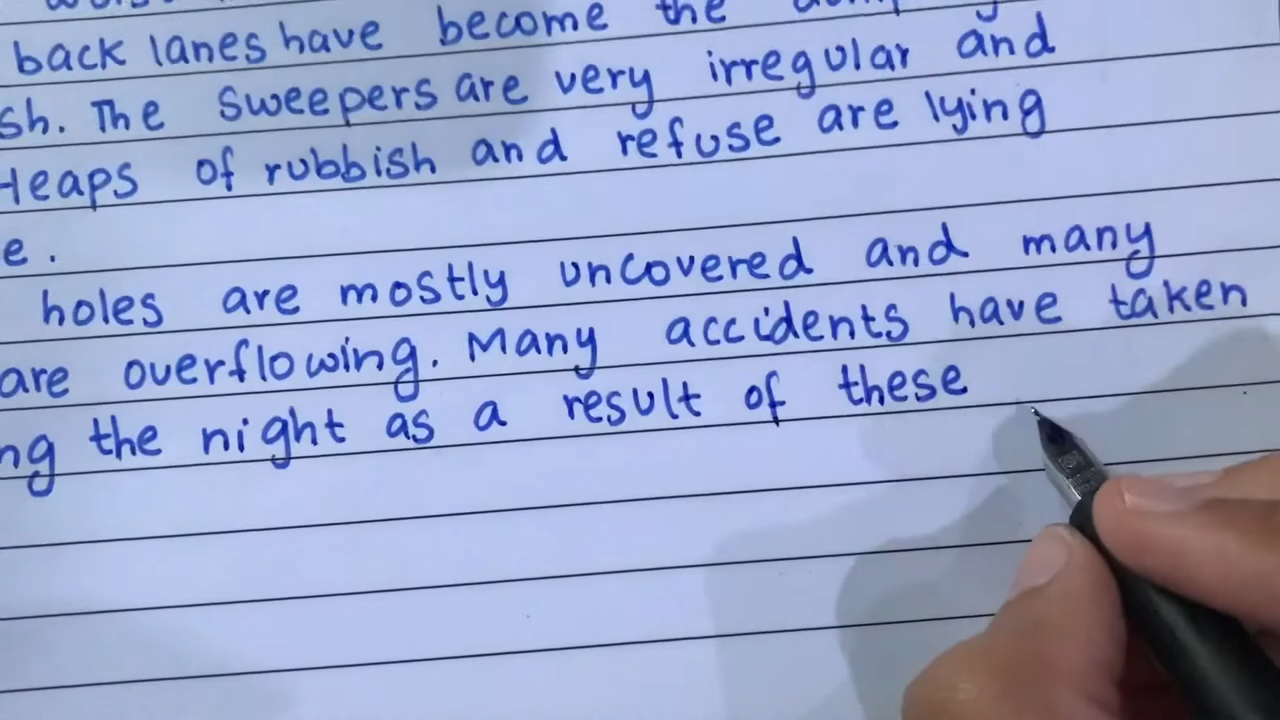 back lanes have become the
sh. The sweepers are very irregular and
Heaps of rubbish and refuse are lying
e.
holes are mostly uncovered and many
are overflowing. Many accidents have taken
ng the night as a result of these